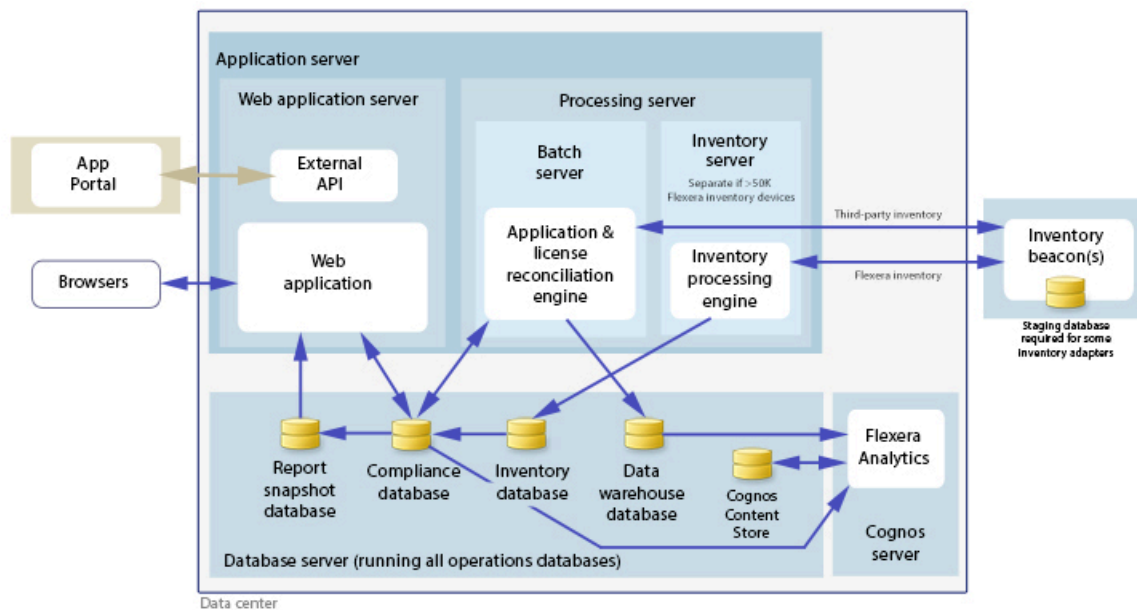 Application server
Web application server
Processing server
App
Portal
External
API
Batch
server
Inventory
server
Separate if >50K
Flexera inventory devices
Browsers
Web
application
Application &
license
reconciliation
engine
Inventory
processing
engine
Third-party inventory
Flexera inventory
Inventory
beacon(s)
Staging database
required for some
inventory adapters
Report
snapshot
database
Compliance
database
Inventory
database
Data
warehouse
database
Cognos
Content
Store
Flexera
Analytics
Cognos
server
Database server (running all operations databases)
Data center